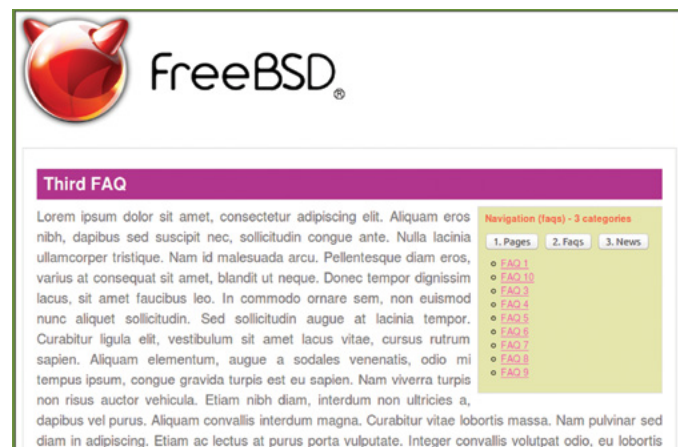 FreeBSD®
Third FAQ
Lorem ipsum dolor sit amet, consectetur adipiscing elit. Aliquam eros
nibh, dapibus sed suscipit nec, sollicitudin congue ante. Nulla lacinia
ullamcorper tristique. Nam id malesuada arcu. Pellentesque diam eros,
varius at consequat sit amet, blandit ut neque. Donec tempor dignissim
lacus, sit amet faucibus leo. In commodo ornare sem, non euismod
nunc aliquet sollicitudin. Sed sollicitudin augue at lacinia tempor.
Curabitur ligula elit, vestibulum sit amet lacus vitae, cursus rutrum
sapien. Aliquam elementum, augue a sodales venenatis, odio mi
tempus ipsum, congue gravida turpis est eu sapien. Nam viverra turpis
non risus auctor vehicula. Etiam nibh diam, interdum non ultricies a,
dapibus vel purus. Aliquam convallis interdum magna. Curabitur vitae lobortis massa. Nam pulvinar sed
diam in adipiscing. Etiam ac lectus at purus porta vulputate. Integer convallis volutpat odio, eu lobortis
Navigation (faqs) - 3 categories
1. Pages 2. Faqs 3. News
FAQ 1
FAQ 10
FAQ 3
FAQ 4
FAQ 5
FAQ 6
FAQ 7
FAQ 8
FAQ 9